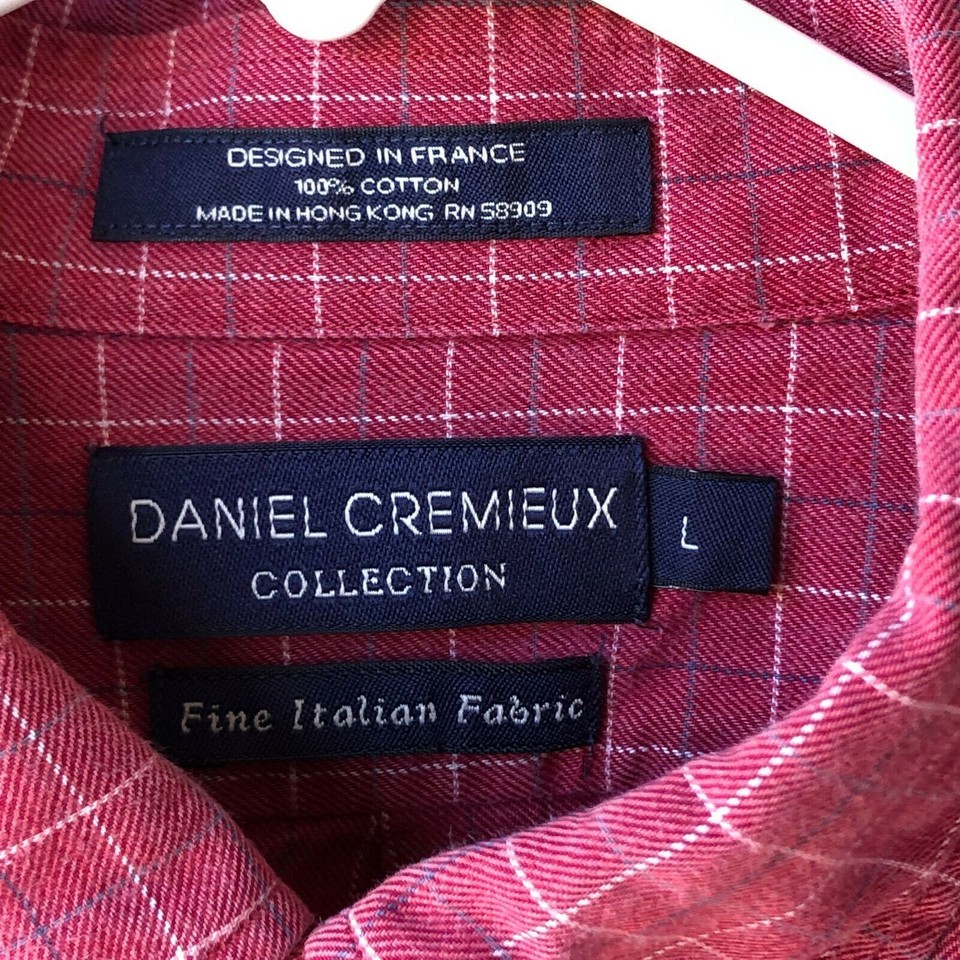 DESIGNED IN FRANCE
100% COTTON
MADE IN HONG KONG RN 58909
DANIEL CREMIEUX
COLLECTION
L
Fine Italian Fabric